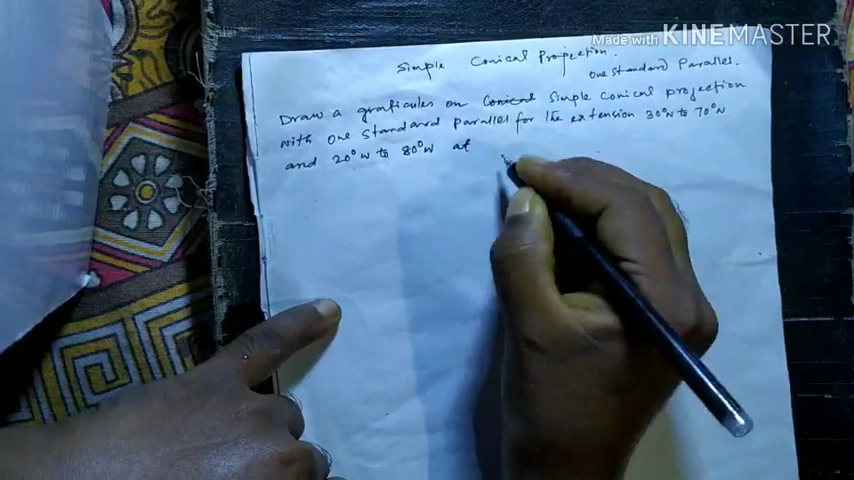 Made with KINEMASTER
Simple Conical Projection.
One Standard Parallel.
Draw a graticules on Conical Simple Conical projection
with One Standard parallel for the extension 30°N to 70°N
and 20°W to 80°W at